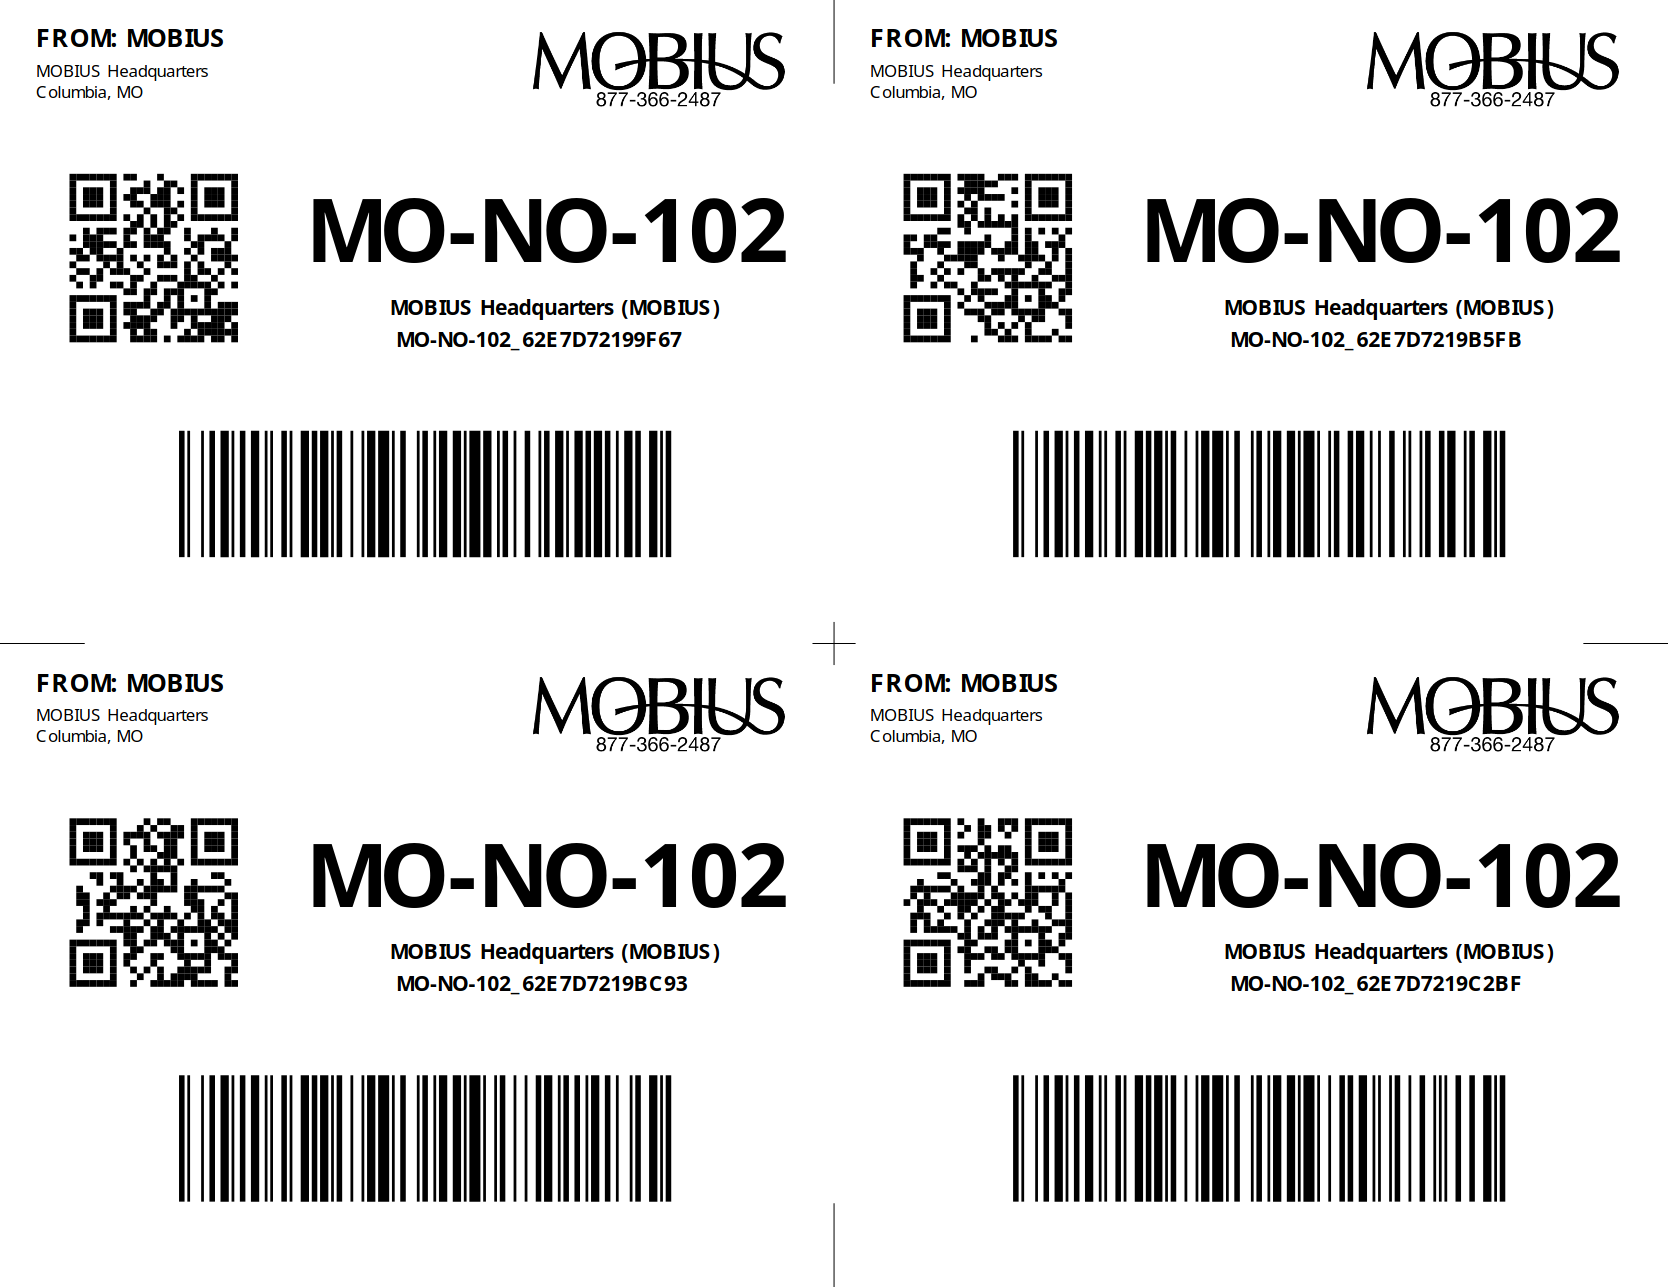 FROM: MOBIUS
MOBIUS Headquarters
Columbia, MO
MOBIUS
877-366-2487
MO-NO-102
MOBIUS Headquarters (MOBIUS)
MO-NO-102_62E7D72199F67
FROM: MOBIUS
MOBIUS Headquarters
Columbia, MO
MOBIUS
877-366-2487
MO-NO-102
MOBIUS Headquarters (MOBIUS)
MO-NO-102_62E7D7219B5FB
FROM: MOBIUS
MOBIUS Headquarters
Columbia, MO
MOBIUS
877-366-2487
MO-NO-102
MOBIUS Headquarters (MOBIUS)
MO-NO-102_62E7D7219BC93
FROM: MOBIUS
MOBIUS Headquarters
Columbia, MO
MOBIUS
877-366-2487
MO-NO-102
MOBIUS Headquarters (MOBIUS)
MO-NO-102_62E7D7219C2BF